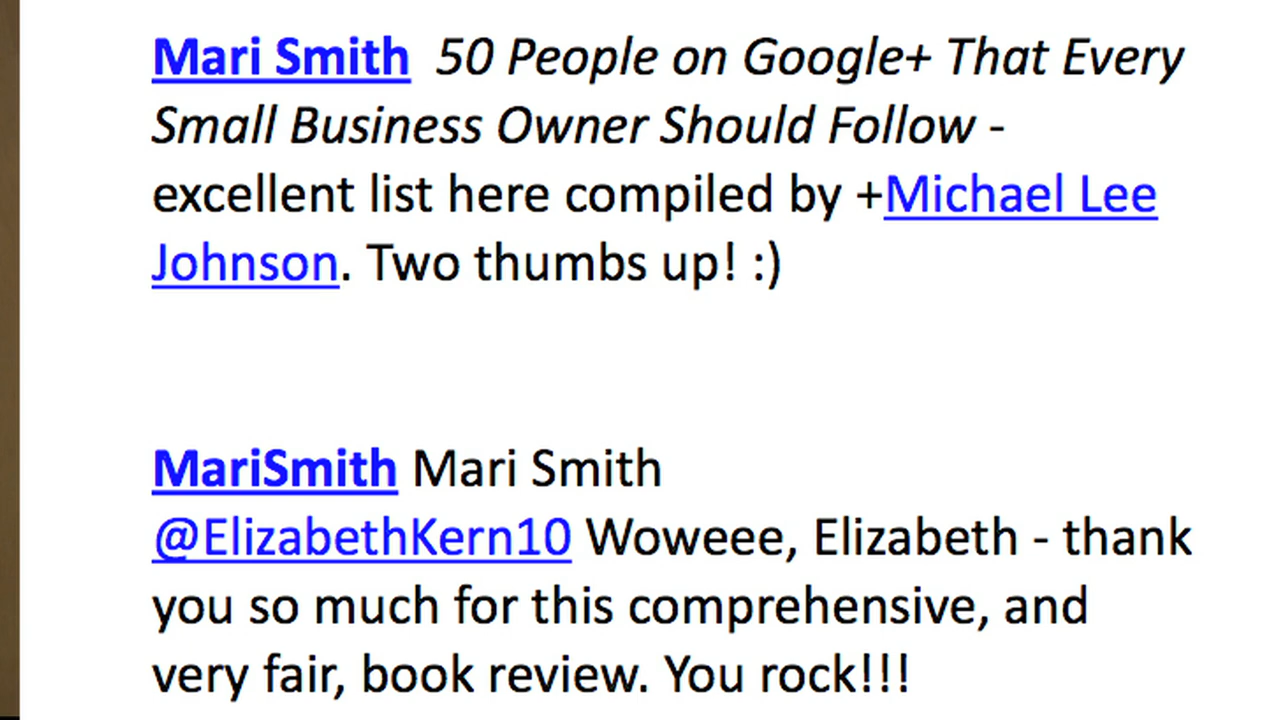 Mari Smith 50 People on Google+ That Every
Small Business Owner Should Follow -
excellent list here compiled by +Michael Lee
Johnson. Two thumbs up! :)
MariSmith Mari Smith
@ElizabethKern10 Woweee, Elizabeth - thank
you so much for this comprehensive, and
very fair, book review. You rock!!!